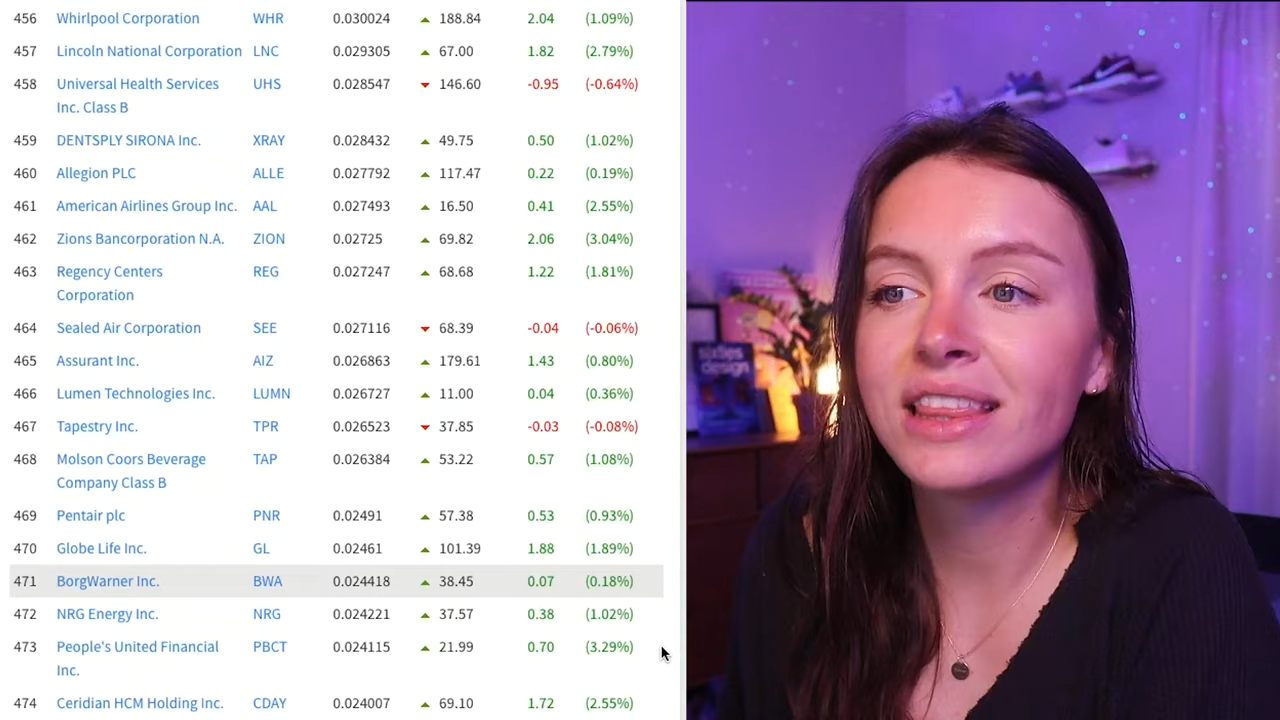 456 Whirlpool Corporation WHR 0.030024 188.84 2.04 (1.09%)
457 Lincoln National Corporation LNC 0.029305 67.00 1.82 (2.79%)
458 Universal Health Services UHS 0.028547 146.60 -0.95 (-0.64%)
Inc. Class B
459 DENTSPLY SIRONA Inc. XRAY 0.028432 49.75 0.50 (1.02%)
460 Allegion PLC ALLE 0.027792 117.47 0.22 (0.19%)
461 American Airlines Group Inc. AAL 0.027493 16.50 0.41 (2.55%)
462 Zions Bancorporation N.A. ZION 0.02725 69.82 2.06 (3.04%)
463 Regency Centers REG 0.027247 68.68 1.22 (1.81%)
Corporation
464 Sealed Air Corporation SEE 0.027116 68.39 -0.04 (-0.06%)
465 Assurant Inc. AIZ 0.026863 179.61 1.43 (0.80%)
466 Lumen Technologies Inc. LUMN 0.026727 11.00 0.04 (0.36%)
467 Tapestry Inc. TPR 0.026523 37.85 -0.03 (-0.08%)
468 Molson Coors Beverage TAP 0.026384 53.22 0.57 (1.08%)
Company Class B
469 Pentair plc PNR 0.02491 57.38 0.53 (0.93%)
470 Globe Life Inc. GL 0.02461 101.39 1.88 (1.89%)
471 BorgWarner Inc. BWA 0.024418 38.45 0.07 (0.18%)
472 NRG Energy Inc. NRG 0.024221 37.57 0.38 (1.02%)
473 People's United Financial PBCT 0.024115 21.99 0.70 (3.29%)
Inc.
474 Ceridian HCM Holding Inc. CDAY 0.024007 69.10 1.72 (2.55%)
sixties
design